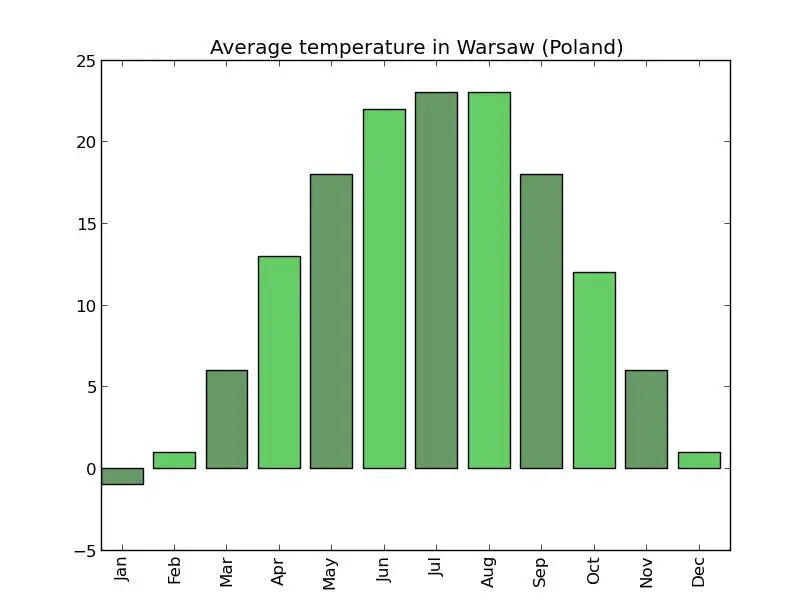 Average temperature in Warsaw (Poland)
25
20
15
10
5
0
−5
Jan
Feb
Mar
Apr
May
Jun
Jul
Aug
Sep
Oct
Nov
Dec